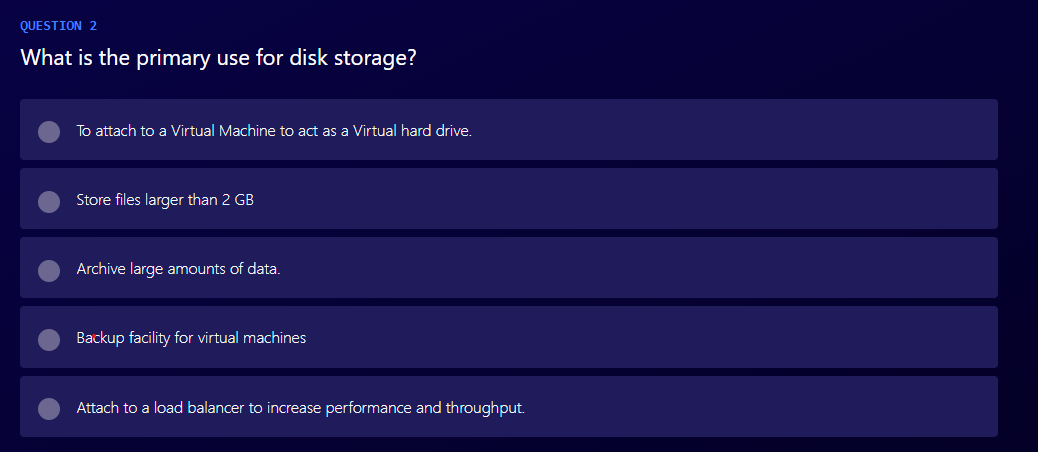 QUESTION 2
What is the primary use for disk storage?
To attach to a Virtual Machine to act as a Virtual hard drive.
Store files larger than 2 GB
Archive large amounts of data.
Backup facility for virtual machines
Attach to a load balancer to increase performance and throughput.